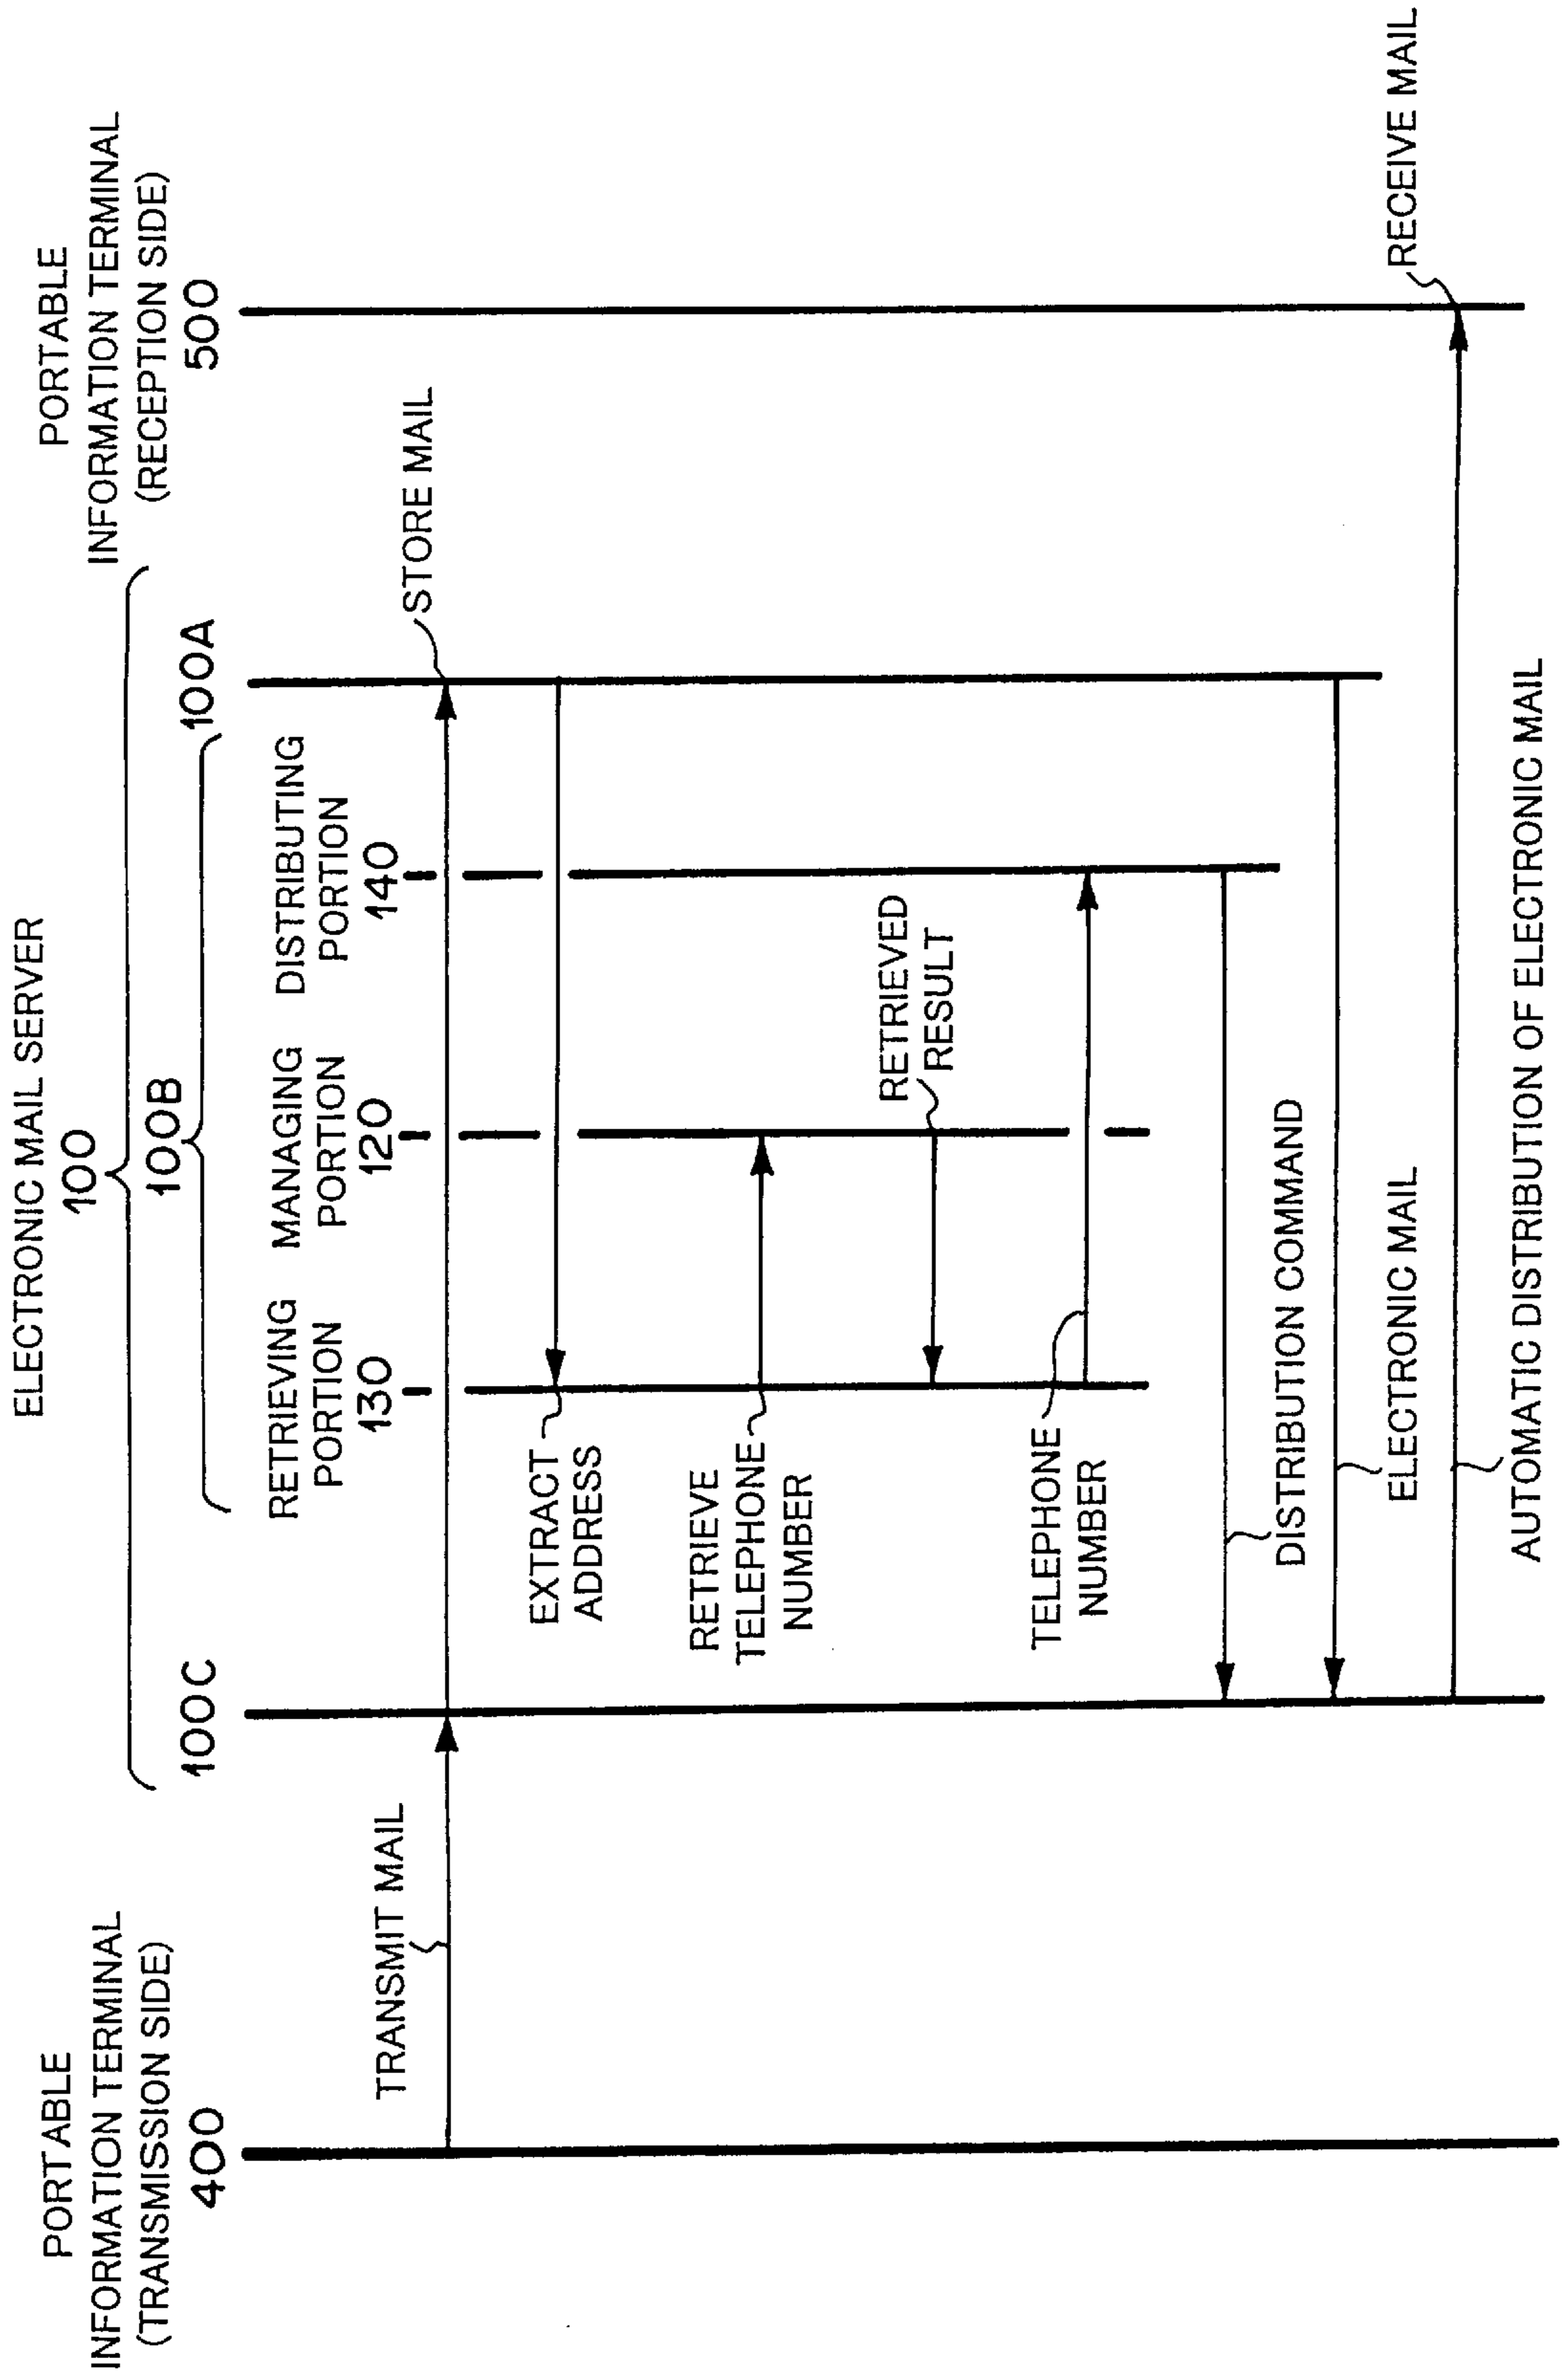 PORTABLE
INFORMATION TERMINAL
(TRANSMISSION SIDE)
400
ELECTRONIC MAIL SERVER
100
100B
100C
RETRIEVING
PORTION
130
MANAGING
PORTION
120
DISTRIBUTING
PORTION
140
100A
PORTABLE
INFORMATION TERMINAL
(RECEPTION SIDE)
500
TRANSMIT MAIL
STORE MAIL
EXTRACT
ADDRESS
RETRIEVE
TELEPHONE
NUMBER
RETRIEVED
RESULT
TELEPHONE
NUMBER
DISTRIBUTION COMMAND
ELECTRONIC MAIL
RECEIVE MAIL
AUTOMATIC DISTRIBUTION OF ELECTRONIC MAIL